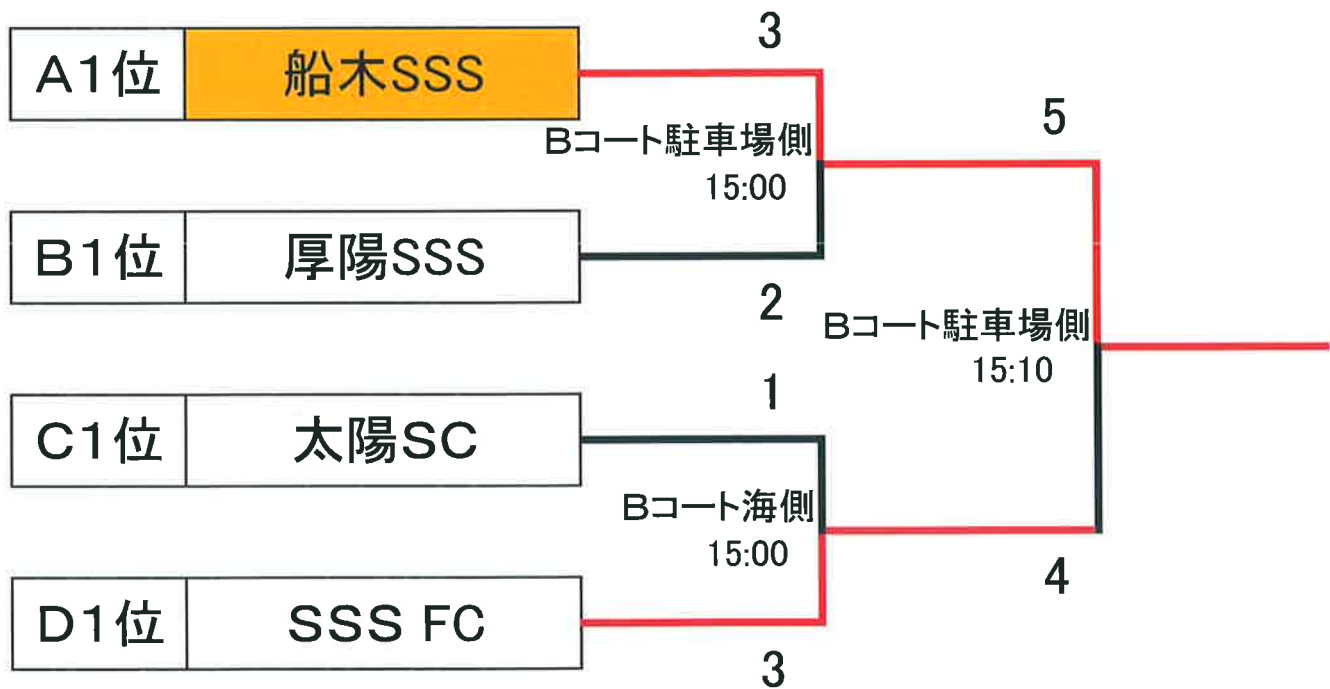 3
A1位 船木SSS
5
Bコート駐車場側
15:00
B1位 厚陽SSS
2
Bコート駐車場側
15:10
1
C1位 太陽SC
Bコート海側
15:00
4
D1位 SSS FC
3